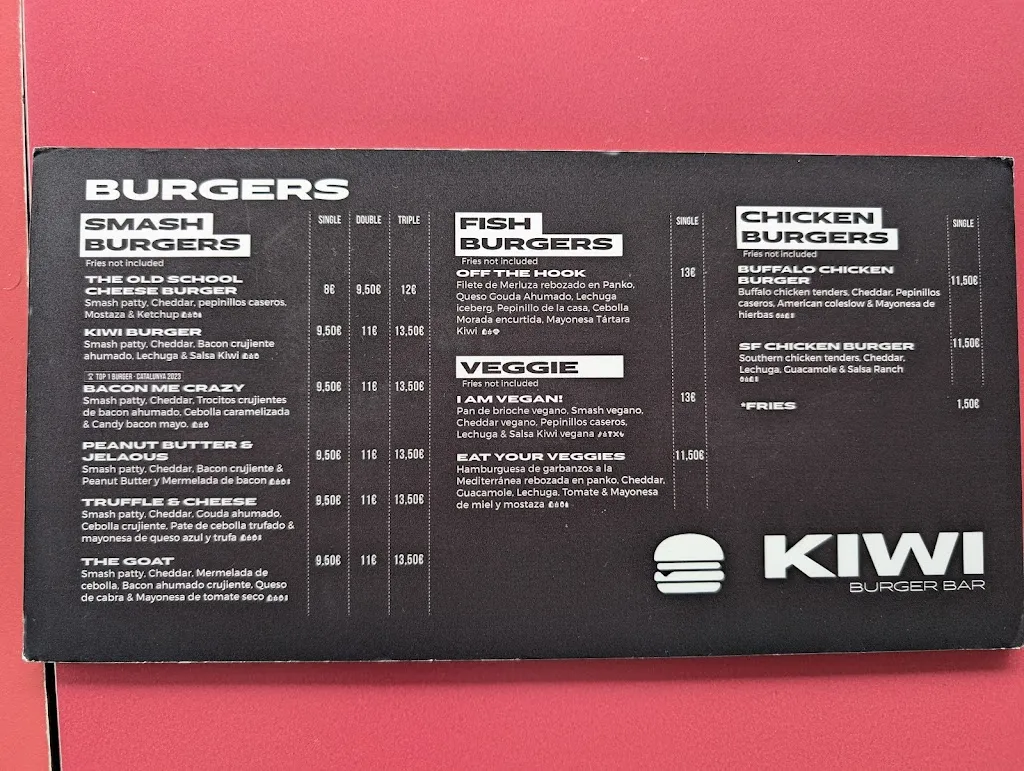 BURGERS
SMASH
BURGERS
Fries not included
SINGLE DOUBLE TRIPLE
THE OLD SCHOOL
CHEESE BURGER 8€ 9,50€ 12€
Smash patty, Cheddar, pepinillos caseros,
Mostaza & Ketchup
KIWI BURGER 9,50€ 11€ 13,50€
Smash patty, Cheddar, Bacon crujiente
ahumado, Lechuga & Salsa Kiwi
TOP 1 BURGER - CATALUNYA 2023
BACON ME CRAZY 9,50€ 11€ 13,50€
Smash patty, Cheddar, Trocitos crujientes
de bacon ahumado, Cebolla caramelizada
& Candy bacon mayo.
PEANUT BUTTER &
JELAOUS 9,50€ 11€ 13,50€
Smash patty, Cheddar, Bacon crujiente &
Peanut Butter y Mermelada de bacon
TRUFFLE & CHEESE 9,50€ 11€ 13,50€
Smash patty, Cheddar, Gouda ahumado,
Cebolla crujiente, Pate de cebolla trufado &
mayonesa de queso azul y trufa
THE GOAT 9,50€ 11€ 13,50€
Smash patty, Cheddar, Mermelada de
cebolla, Bacon ahumado crujiente, Queso
de cabra & Mayonesa de tomate seco
FISH
BURGERS
Fries not included
SINGLE
OFF THE HOOK 13€
Filete de Merluza rebozado en Panko,
Queso Gouda Ahumado, Lechuga
iceberg, Pepinillo de la casa, Cebolla
Morada encurtida, Mayonesa Tártara
Kiwi
VEGGIE
Fries not included
I AM VEGAN! 13€
Pan de brioche vegano, Smash vegano,
Cheddar vegano, Pepinillos caseros,
Lechuga & Salsa Kiwi vegana
EAT YOUR VEGGIES 11,50€
Hamburguesa de garbanzos a la
Mediterránea rebozada en panko, Cheddar,
Guacamole, Lechuga, Tomate & Mayonesa
de miel y mostaza
CHICKEN
BURGERS
Fries not included
SINGLE
BUFFALO CHICKEN
BURGER 11,50€
Buffalo chicken tenders, Cheddar, Pepinillos
caseros, American coleslow & Mayonesa de
hierbas
SF CHICKEN BURGER 11,50€
Southern chicken tenders, Cheddar,
Lechuga, Guacamole & Salsa Ranch
*FRIES 1,50€
KIWI
BURGER BAR